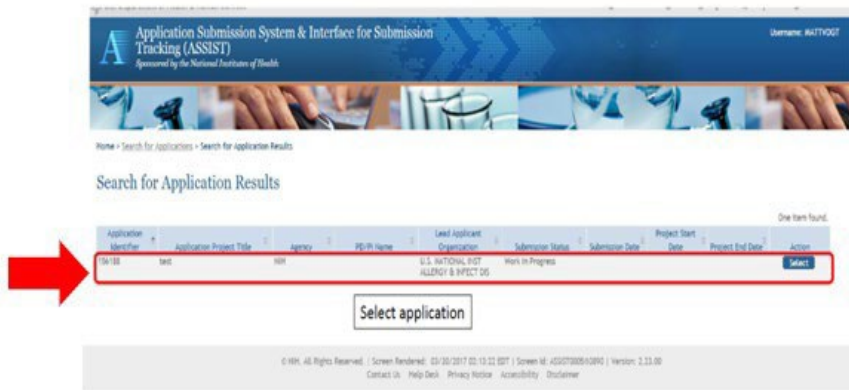 Application Submission System & Interface for Submission
Tracking (ASSIST)
Sponsored by the National Institutes of Health
Username: MATTVOGT
Home > Search for Applications > Search for Application Results
Search for Application Results
One item found.
Application Identifier Application Project Title Agency PD/PI Name Lead Applicant Organization Submission Status Submission Date Project Start Date Project End Date Action
test NIH U.S. NATIONAL INST ALLERGY & INFECT DIS Work In Progress Select
Select application
© NIH. All Rights Reserved. | Screen Rendered: 03/30/2017 02:13:22 EDT | Screen Id: | Version: 2.33.00
Contact Us Help Desk Privacy Notice Accessibility Disclaimer